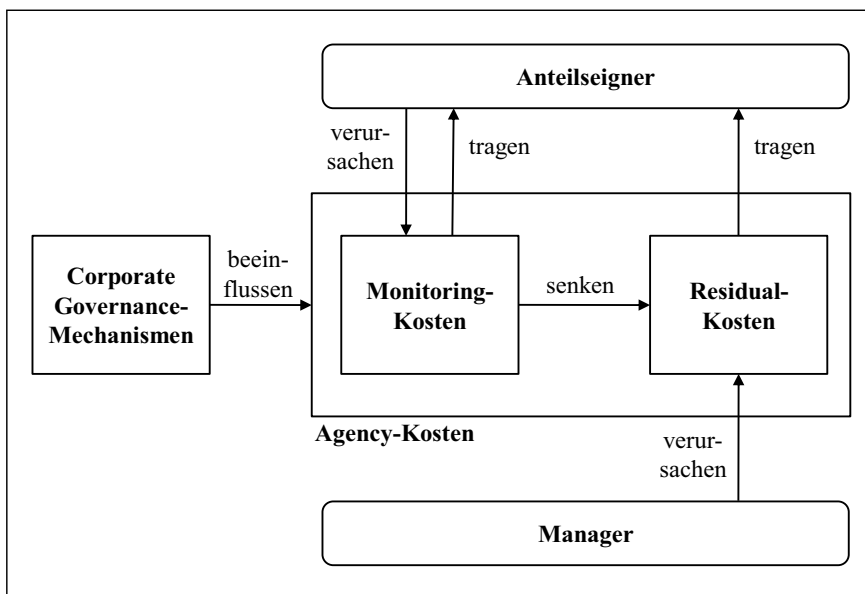 Anteilseigner
verur-
sachen
tragen
tragen
Corporate
Governance-
Mechanismen
beein-
flussen
Monitoring-
Kosten
senken
Residual-
Kosten
Agency-Kosten
verur-
sachen
Manager